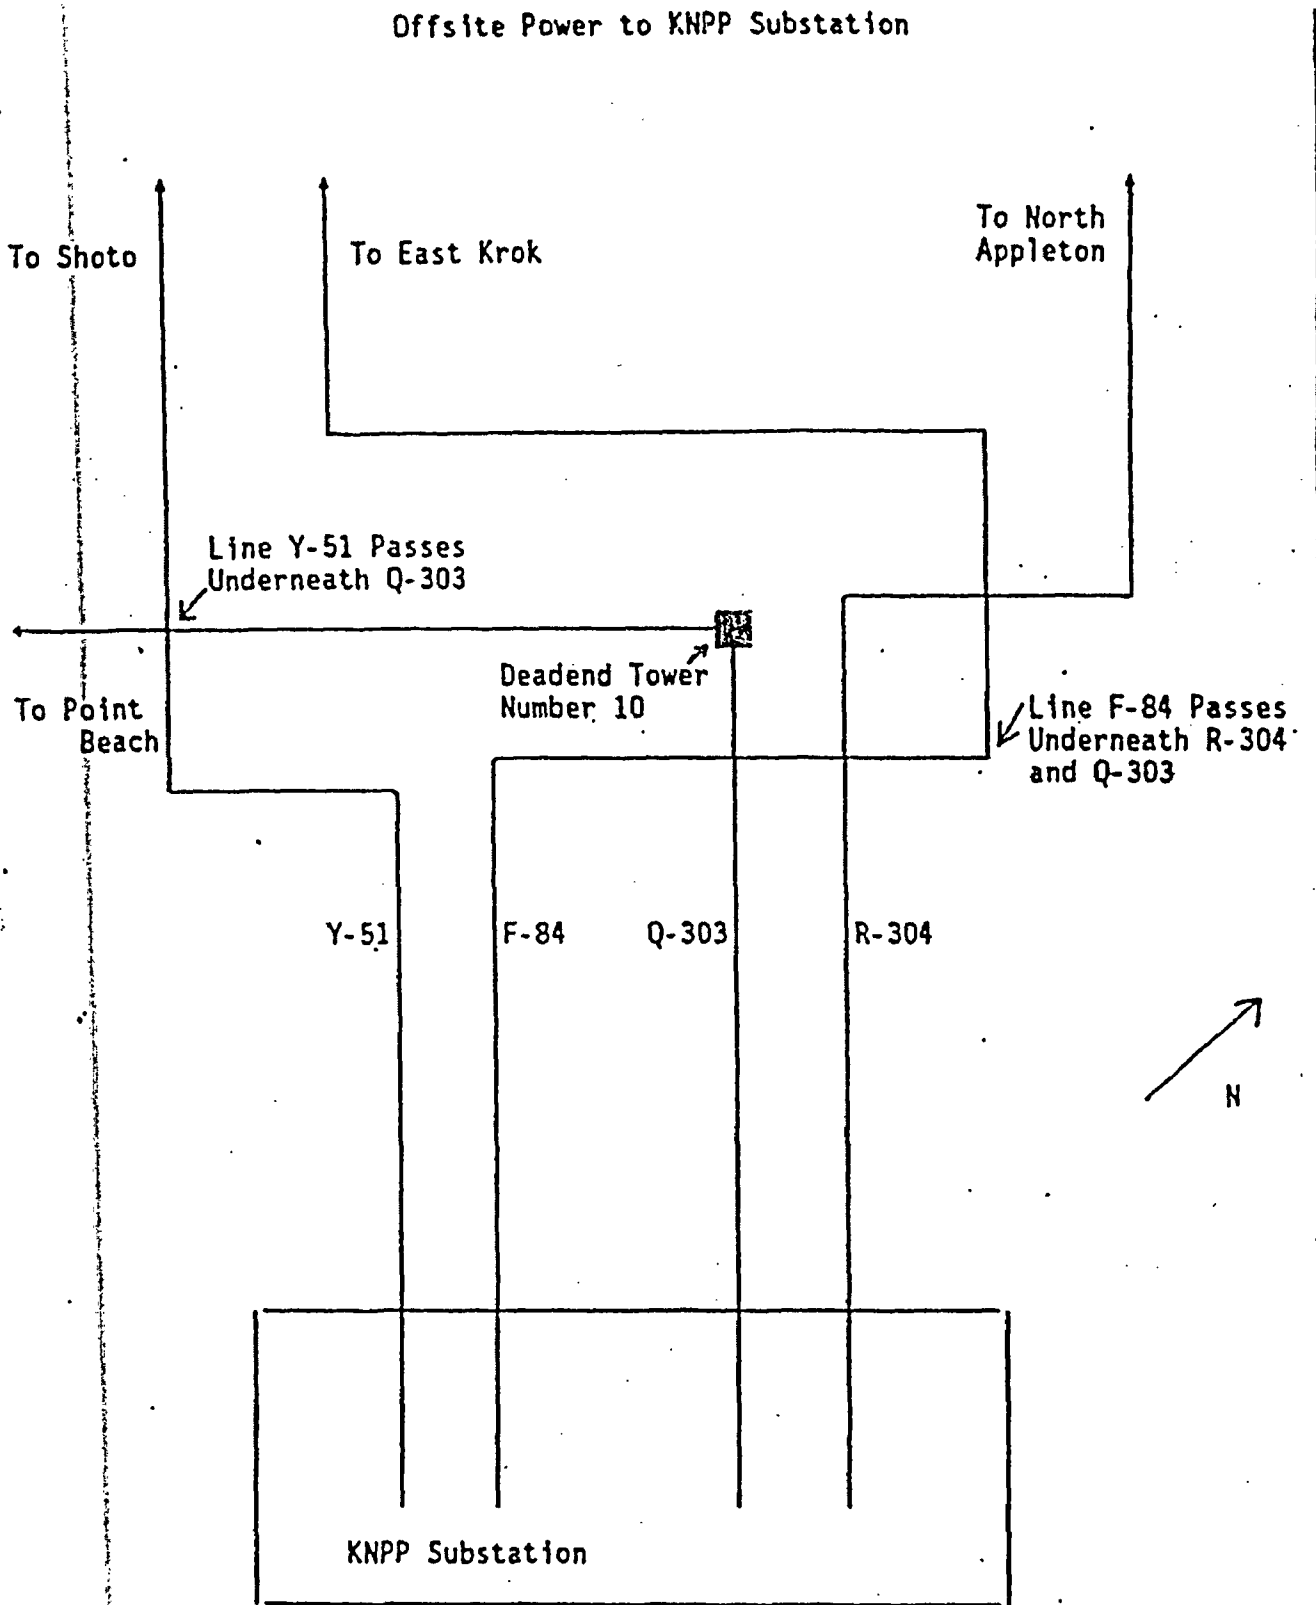 Offsite Power to KNPP Substation
To Shoto
To East Krok
To North
Appleton
Line Y-51 Passes
Underneath Q-303
Deadend Tower
Number 10
To Point
Beach
Line F-84 Passes
Underneath R-304
and Q-303
Y-51
F-84
Q-303
R-304
N
KNPP Substation